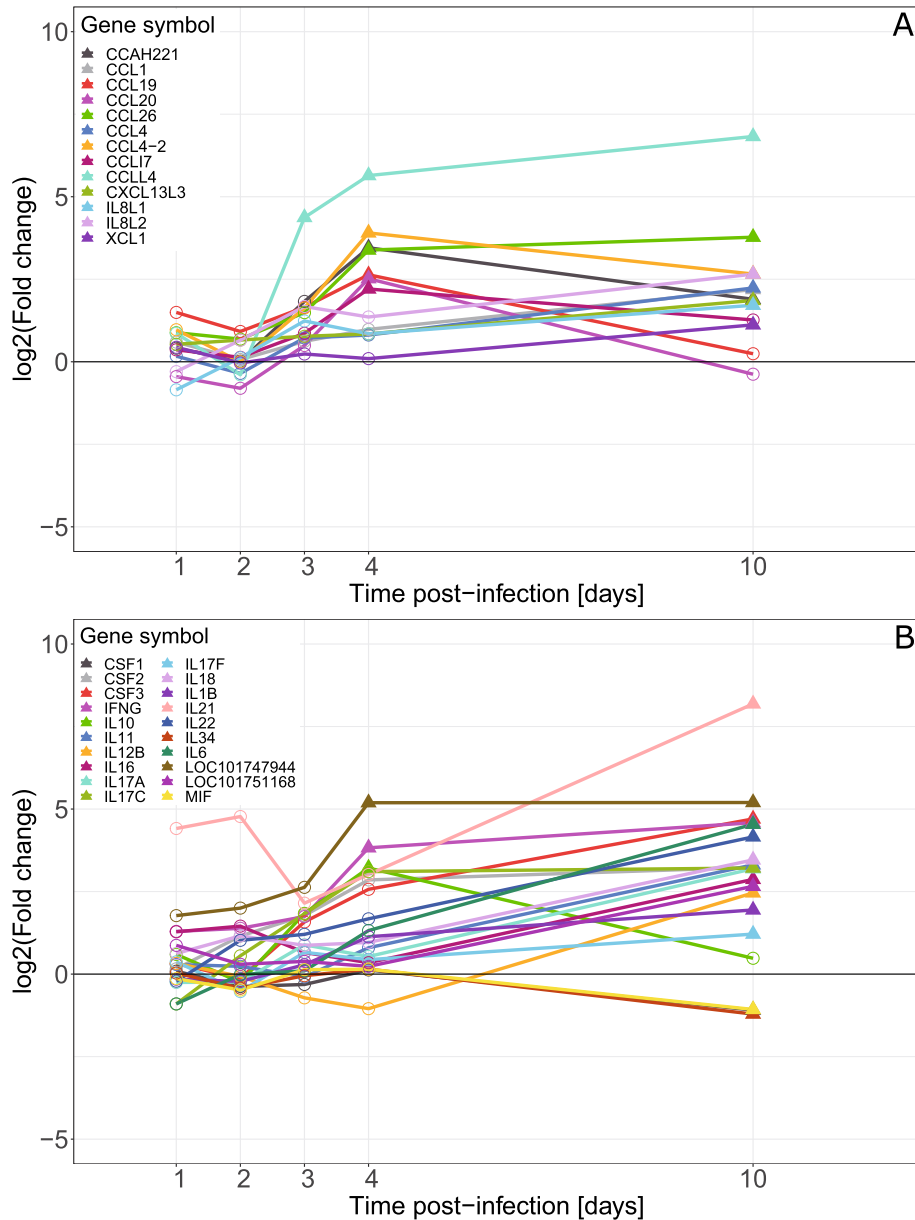 A
Gene symbol
CCAH221
CCL1
CCL19
CCL20
CCL26
CCL4
CCL4−2
CCLI7
CCLL4
CXCL13L3
IL8L1
IL8L2
XCL1
10
5
0
−5
log2(Fold change)
1 2 3 4 10
Time post−infection [days]
B
Gene symbol
CSF1 IL17F
CSF2 IL18
CSF3 IL1B
IFNG IL21
IL10 IL22
IL11 IL34
IL12B IL6
IL16 LOC101747944
IL17A LOC101751168
IL17C MIF
10
5
0
−5
log2(Fold change)
1 2 3 4 10
Time post−infection [days]